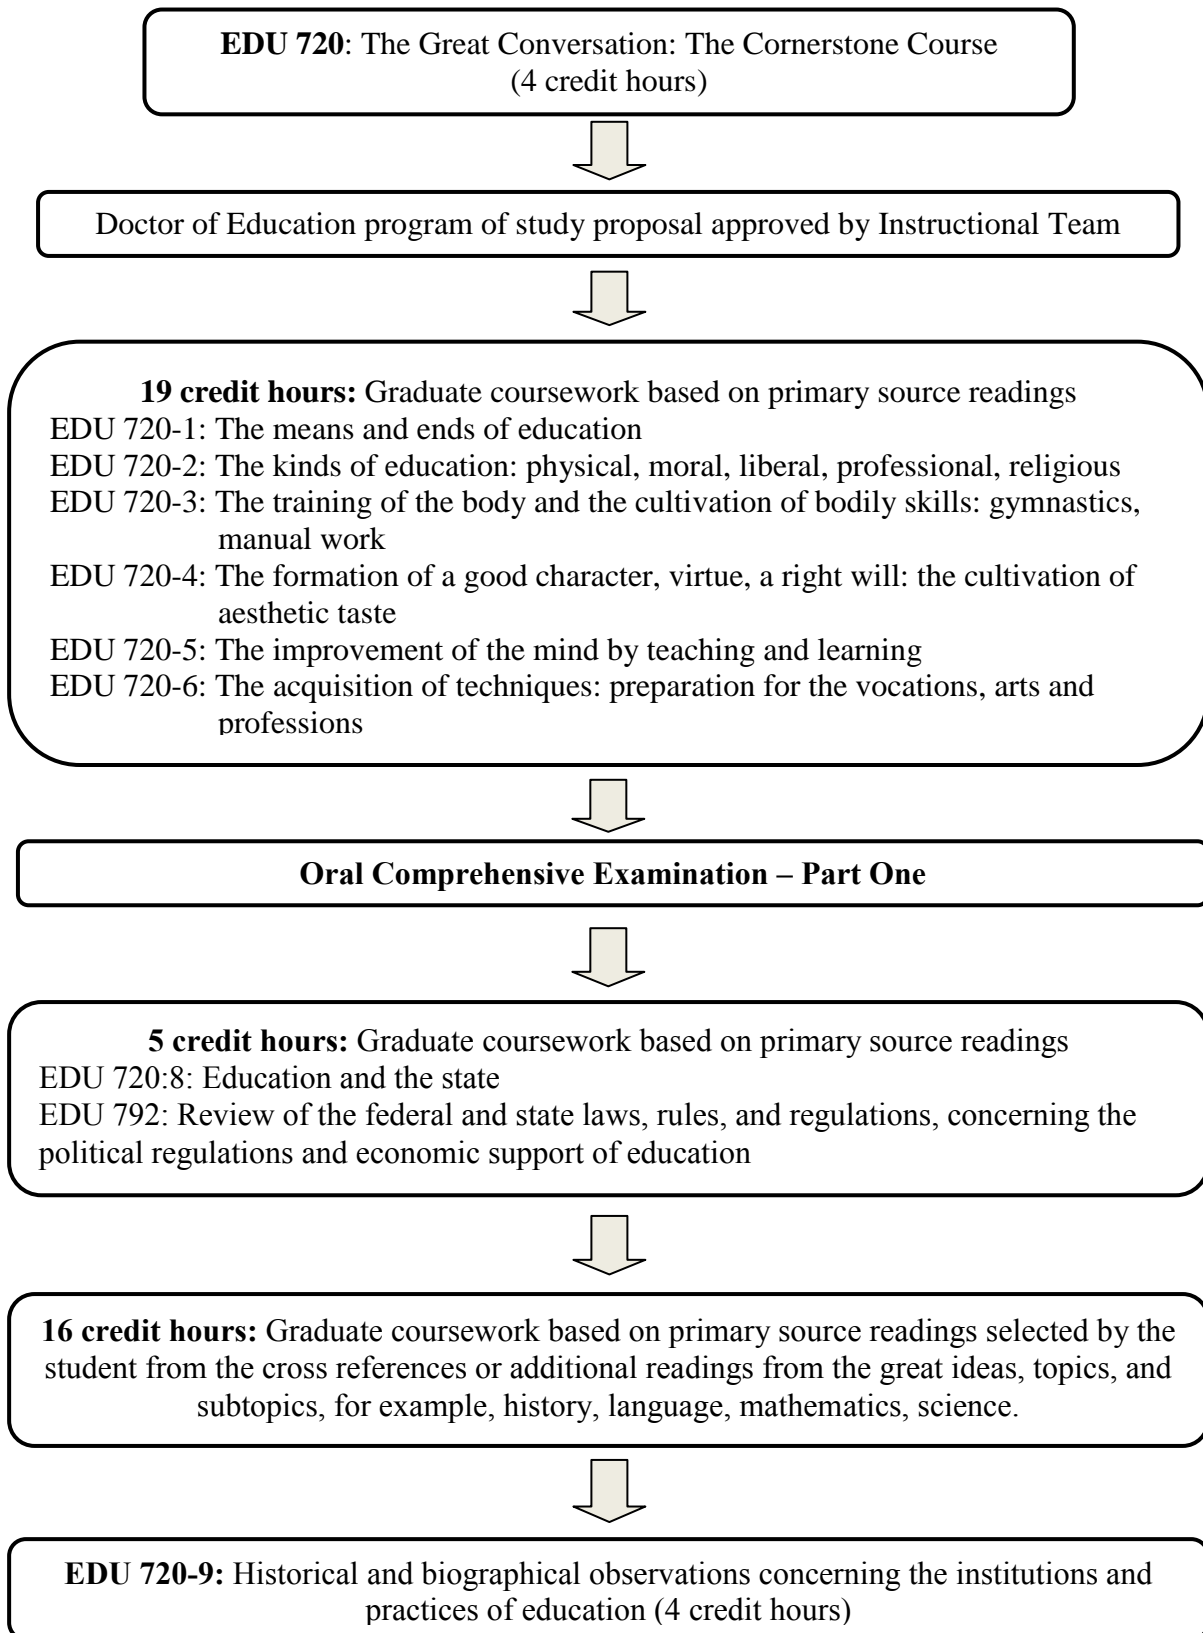 EDU 720: The Great Conversation: The Cornerstone Course
(4 credit hours)
Doctor of Education program of study proposal approved by Instructional Team
19 credit hours: Graduate coursework based on primary source readings
EDU 720-1: The means and ends of education
EDU 720-2: The kinds of education: physical, moral, liberal, professional, religious
EDU 720-3: The training of the body and the cultivation of bodily skills: gymnastics,
manual work
EDU 720-4: The formation of a good character, virtue, a right will: the cultivation of
aesthetic taste
EDU 720-5: The improvement of the mind by teaching and learning
EDU 720-6: The acquisition of techniques: preparation for the vocations, arts and
professions
Oral Comprehensive Examination – Part One
5 credit hours: Graduate coursework based on primary source readings
EDU 720:8: Education and the state
EDU 792: Review of the federal and state laws, rules, and regulations, concerning the
political regulations and economic support of education
16 credit hours: Graduate coursework based on primary source readings selected by the
student from the cross references or additional readings from the great ideas, topics, and
subtopics, for example, history, language, mathematics, science.
EDU 720-9: Historical and biographical observations concerning the institutions and
practices of education (4 credit hours)